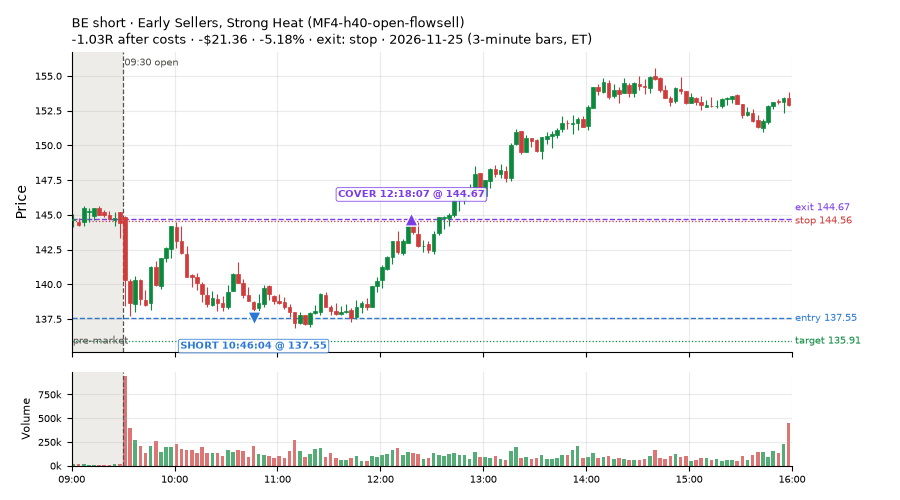 BE short · Early Sellers, Strong Heat (MF4-h40-open-flowsell)
-1.03R after costs · -$21.36 · -5.18% · exit: stop · 2026-11-25 (3-minute bars, ET)
09:30 open
155.0
152.5
150.0
147.5
145.0
142.5
140.0
137.5
Price
COVER 12:18:07 @ 144.67
exit 144.67
stop 144.56
entry 137.55
target 135.91
pre-market
SHORT 10:46:04 @ 137.55
750k
500k
250k
0k
Volume
09:00
10:00
11:00
12:00
13:00
14:00
15:00
16:00